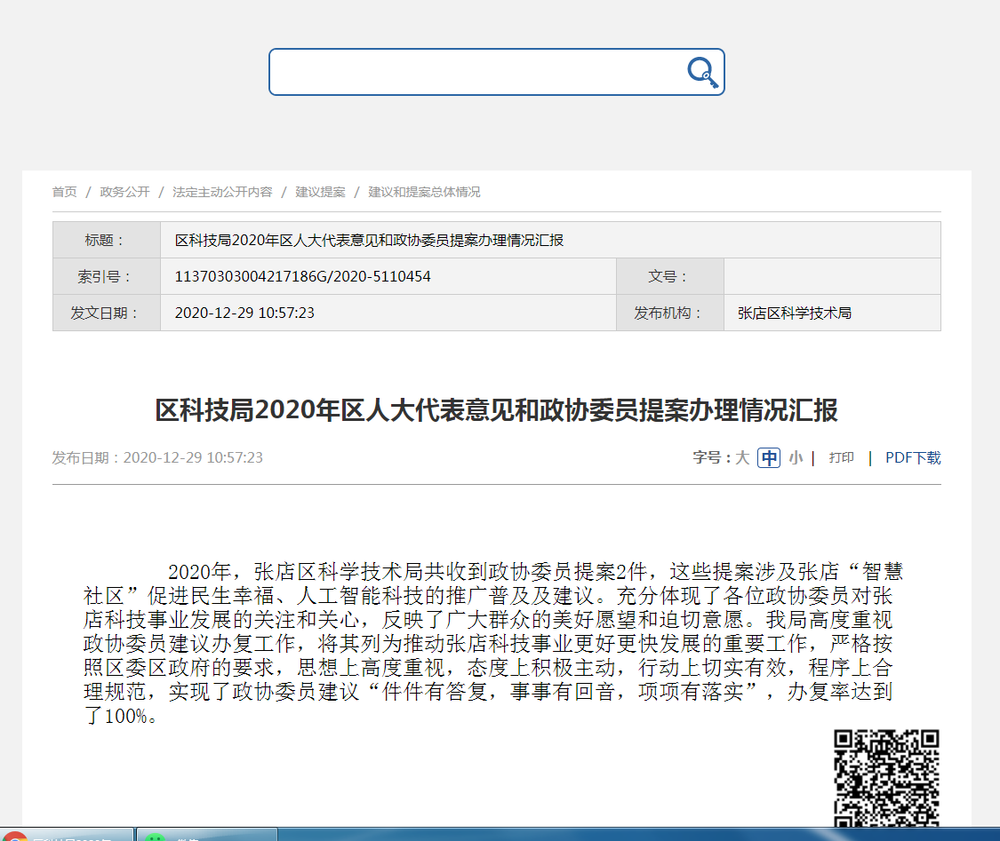 首页 / 政务公开 / 法定主动公开内容 / 建议提案 / 建议和提案总体情况
标题： 区科技局2020年区人大代表意见和政协委员提案办理情况汇报
索引号： 11370303004217186G/2020-5110454 文号：
发文日期： 2020-12-29 10:57:23 发布机构： 张店区科学技术局
区科技局2020年区人大代表意见和政协委员提案办理情况汇报
发布日期：2020-12-29 10:57:23 字号：大 中 小 | 打印 | PDF下载
2020年，张店区科学技术局共收到政协委员提案2件，这些提案涉及张店“智慧
社区”促进民生幸福、人工智能科技的推广普及及建议。充分体现了各位政协委员对张
店科技事业发展的关注和关心，反映了广大群众的美好愿望和迫切意愿。我局高度重视
政协委员建议办复工作，将其列为推动张店科技事业更好更快发展的重要工作，严格按
照区委区政府的要求，思想上高度重视，态度上积极主动，行动上切实有效，程序上合
理规范，实现了政协委员建议“件件有答复，事事有回音，项项有落实”，办复率达到
了100%。